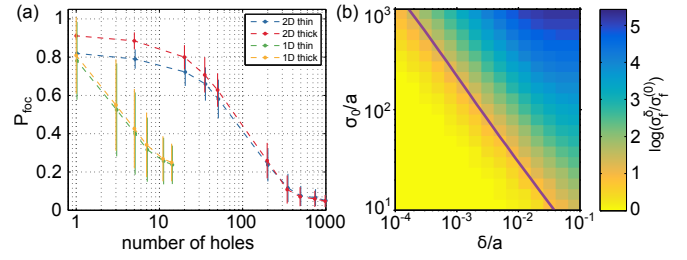 (a)
1
0.8
0.6
0.4
0.2
0
P_foc
1
10
100
1000
number of holes
2D thin
2D thick
1D thin
1D thick
(b)
10^3
10^2
10^1
σ_0/a
10^-4
10^-3
10^-2
10^-1
δ/a
5
4
3
2
1
0
log(σ_f^δ/σ_f^(0))